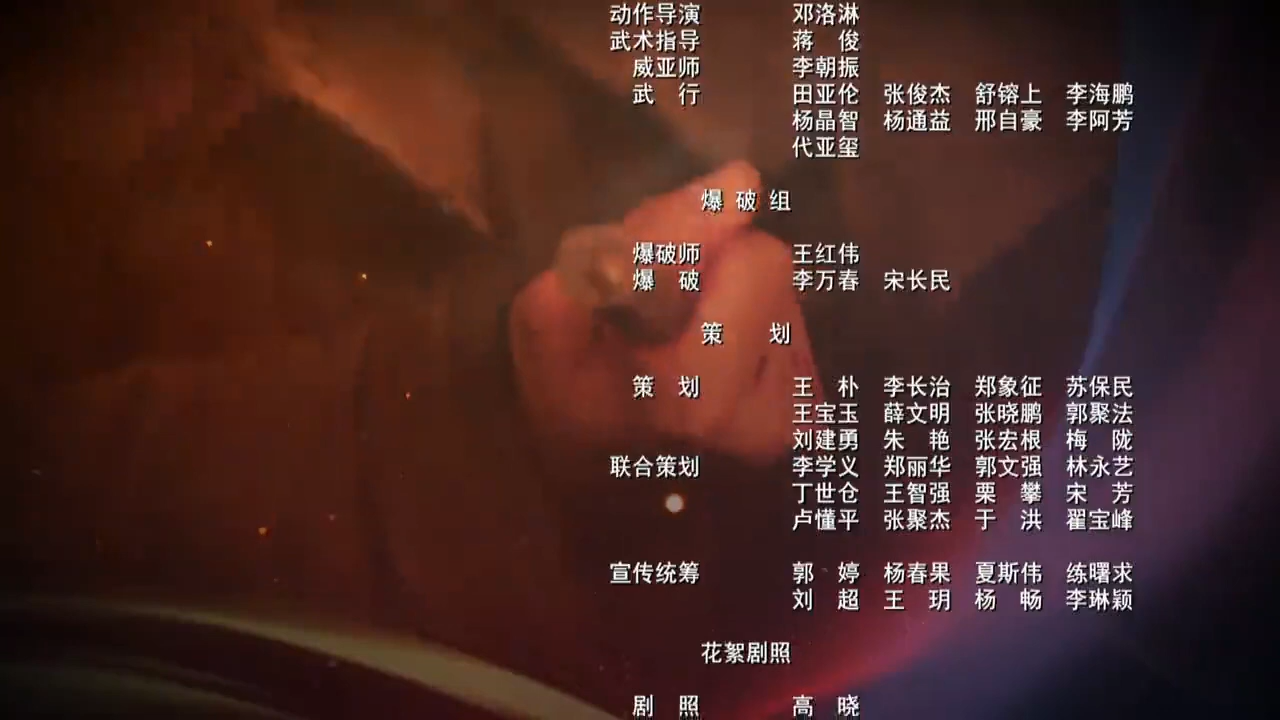 动作导演 邓洛淋
武术指导 蒋 俊
威亚师 李朝振
武 行 田亚伦 张俊杰 舒镕上 李海鹏
杨晶智 杨通益 邢自豪 李阿芳
代亚玺
爆 破 组
爆破师 王红伟
爆 破 李万春 宋长民
策 划
策 划 王 朴 李长治 郑象征 苏保民
王宝玉 薛文明 张晓鹏 郭聚法
刘建勇 朱 艳 张宏根 梅 陇
联合策划 李学义 郑丽华 郭文强 林永艺
丁世仓 王智强 栗 攀 宋 芳
卢懂平 张聚杰 于 洪 翟宝峰
宣传统筹 郭 婷 杨春果 夏斯伟 练曙求
刘 超 王 玥 杨 畅 李琳颖
花絮剧照
剧 照 高 晓